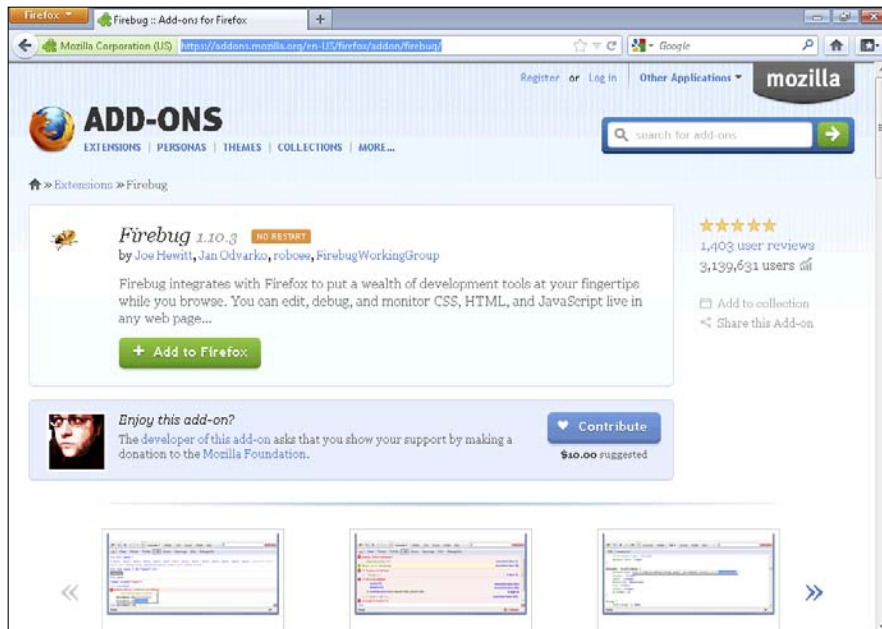 Firefox
Firebug :: Add-ons for Firefox
Mozilla Corporation (US) https://addons.mozilla.org/en-US/firefox/addon/firebug/
Google
Register or Log in Other Applications
mozilla
ADD-ONS
EXTENSIONS | PERSONAS | THEMES | COLLECTIONS | MORE...
search for add-ons
» Extensions » Firebug
Firebug 1.10.3 NO RESTART
by Joe Hewitt, Jan Odvarko, robcee, FirebugWorkingGroup
Firebug integrates with Firefox to put a wealth of development tools at your fingertips
while you browse. You can edit, debug, and monitor CSS, HTML, and JavaScript live in
any web page...
+ Add to Firefox
1,403 user reviews
3,139,631 users
Add to collection
Share this Add-on
Enjoy this add-on?
The developer of this add-on asks that you show your support by making a
donation to the Mozilla Foundation.
Contribute
$10.00 suggested
«
»